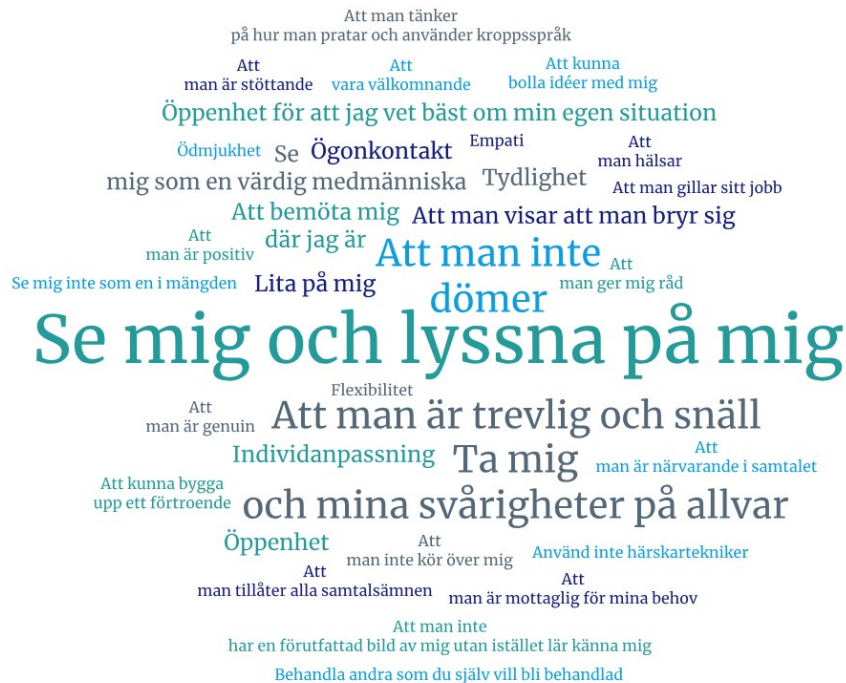 Att man tänker
på hur man pratar och använder kroppsspråk
Att
man är stöttande
Att
vara välkomnande
Att kunna
bolla idéer med mig
Öppenhet för att jag vet bäst om min egen situation
Ödmjukhet
Se
mig som en värdig medmänniska
Ögonkontakt
Empati
Att
man hälsar
Tydlighet
Att man gillar sitt jobb
Att bemöta mig
där jag är
Att man visar att man bryr sig
Att
man är positiv
Att man inte
dömer
Att
man ger mig råd
Se mig inte som en i mängden
Lita på mig
Se mig och lyssna på mig
Flexibilitet
Att
man är genuin
Att man är trevlig och snäll
Individanpassning
Ta mig
och mina svårigheter på allvar
Att
man är närvarande i samtalet
Att kunna bygga
upp ett förtroende
Öppenhet
Att
man inte kör över mig
Använd inte härskartekniker
Att
man tillåter alla samtalsämnen
Att
man är mottaglig för mina behov
Att man inte
har en förutfattad bild av mig utan istället lär känna mig
Behandla andra som du själv vill bli behandlad